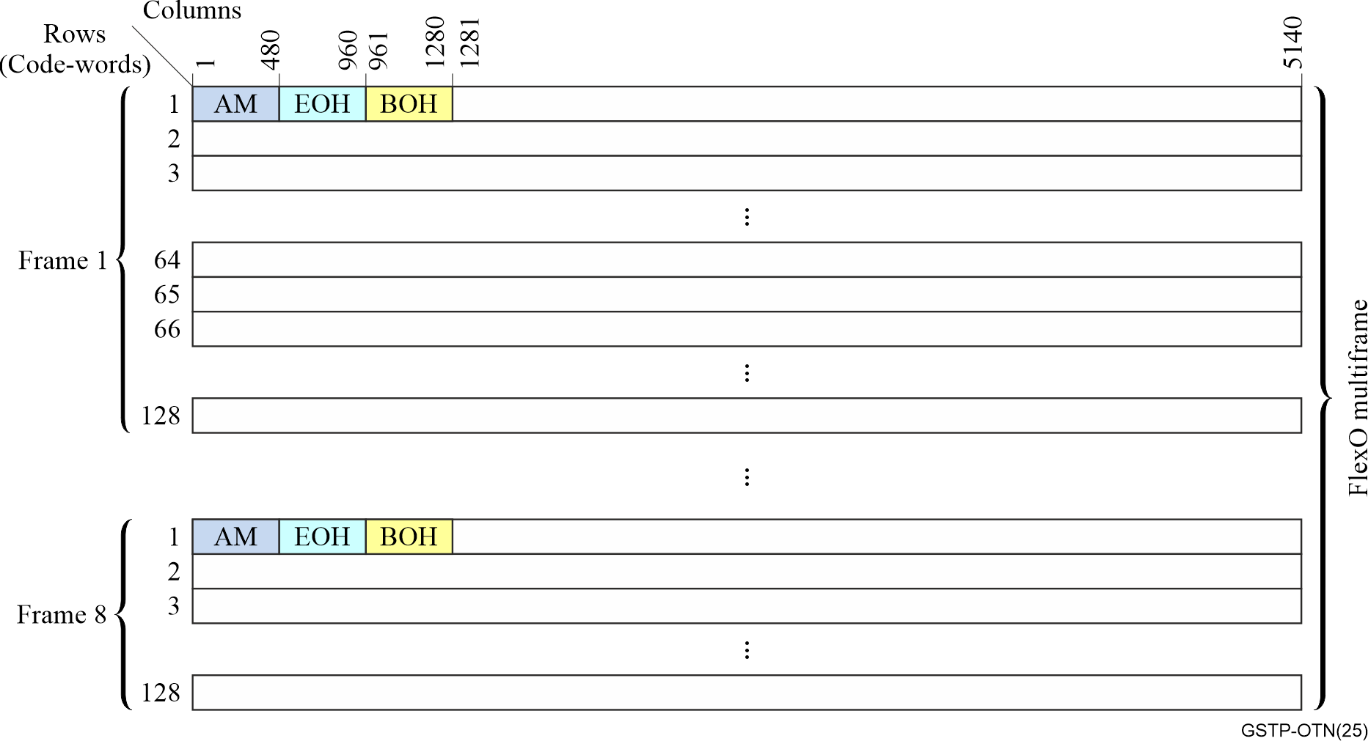 Columns
Rows
(Code-words)
1 480 960 961 1280 1281 5140
1 AM EOH BOH
2
3
⋮
Frame 1
64
65
66
⋮
128
⋮
1 AM EOH BOH
2
3
Frame 8
⋮
128
FlexO multiframe
GSTP-OTN(25)